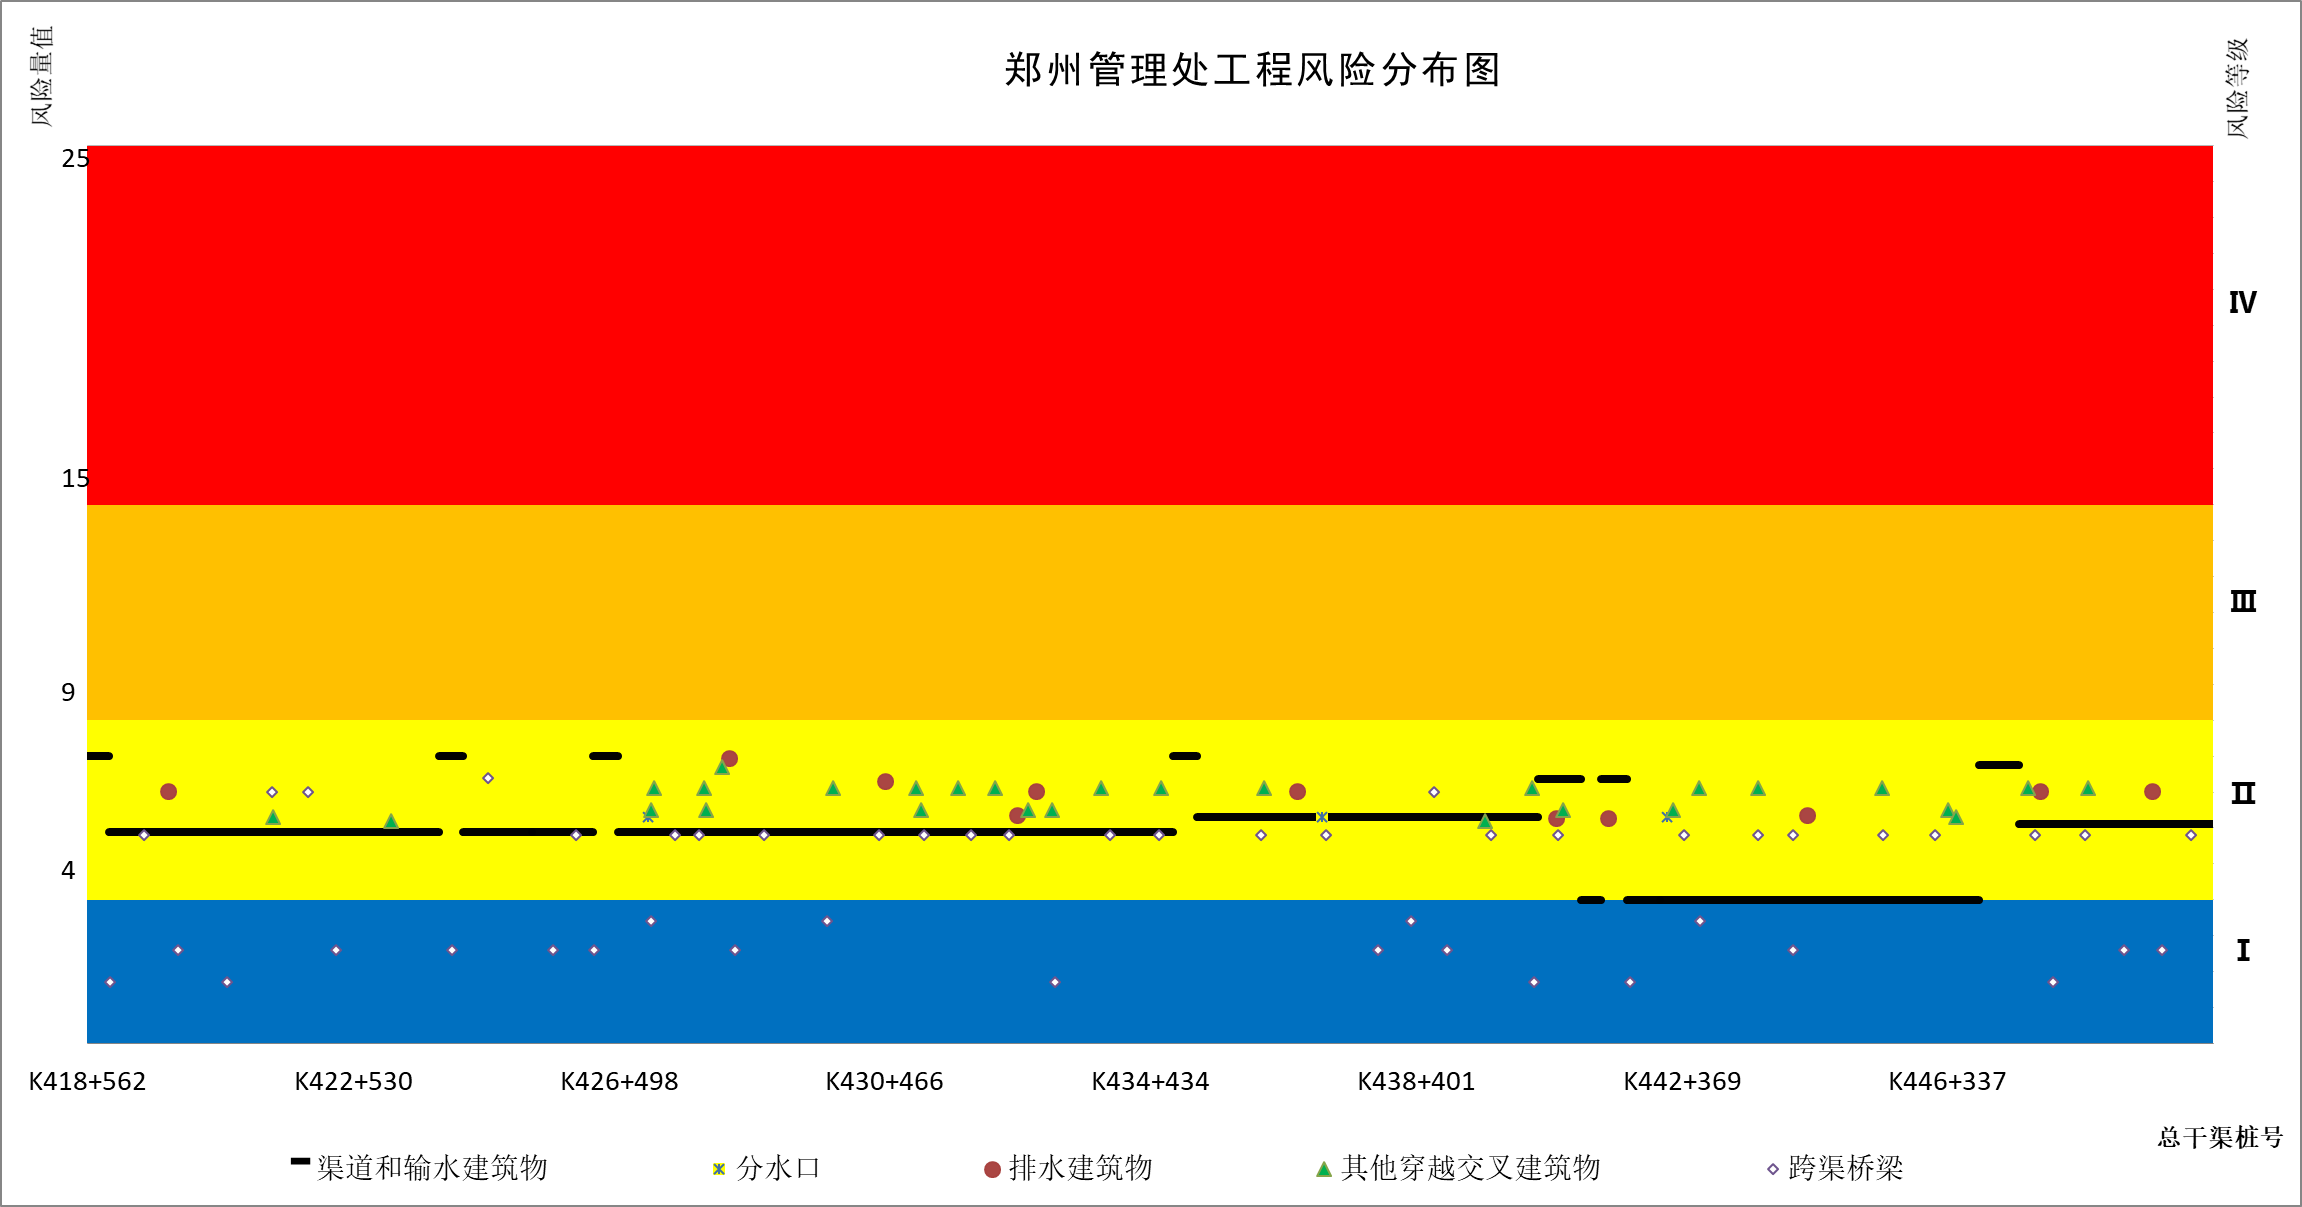 郑州管理处工程风险分布图
风险量值
风险等级
25
15
9
4
IV
III
II
I
K418+562 K422+530 K426+498 K430+466 K434+434 K438+401 K442+369 K446+337
总干渠桩号
渠道和输水建筑物 分水口 排水建筑物 其他穿越交叉建筑物 跨渠桥梁